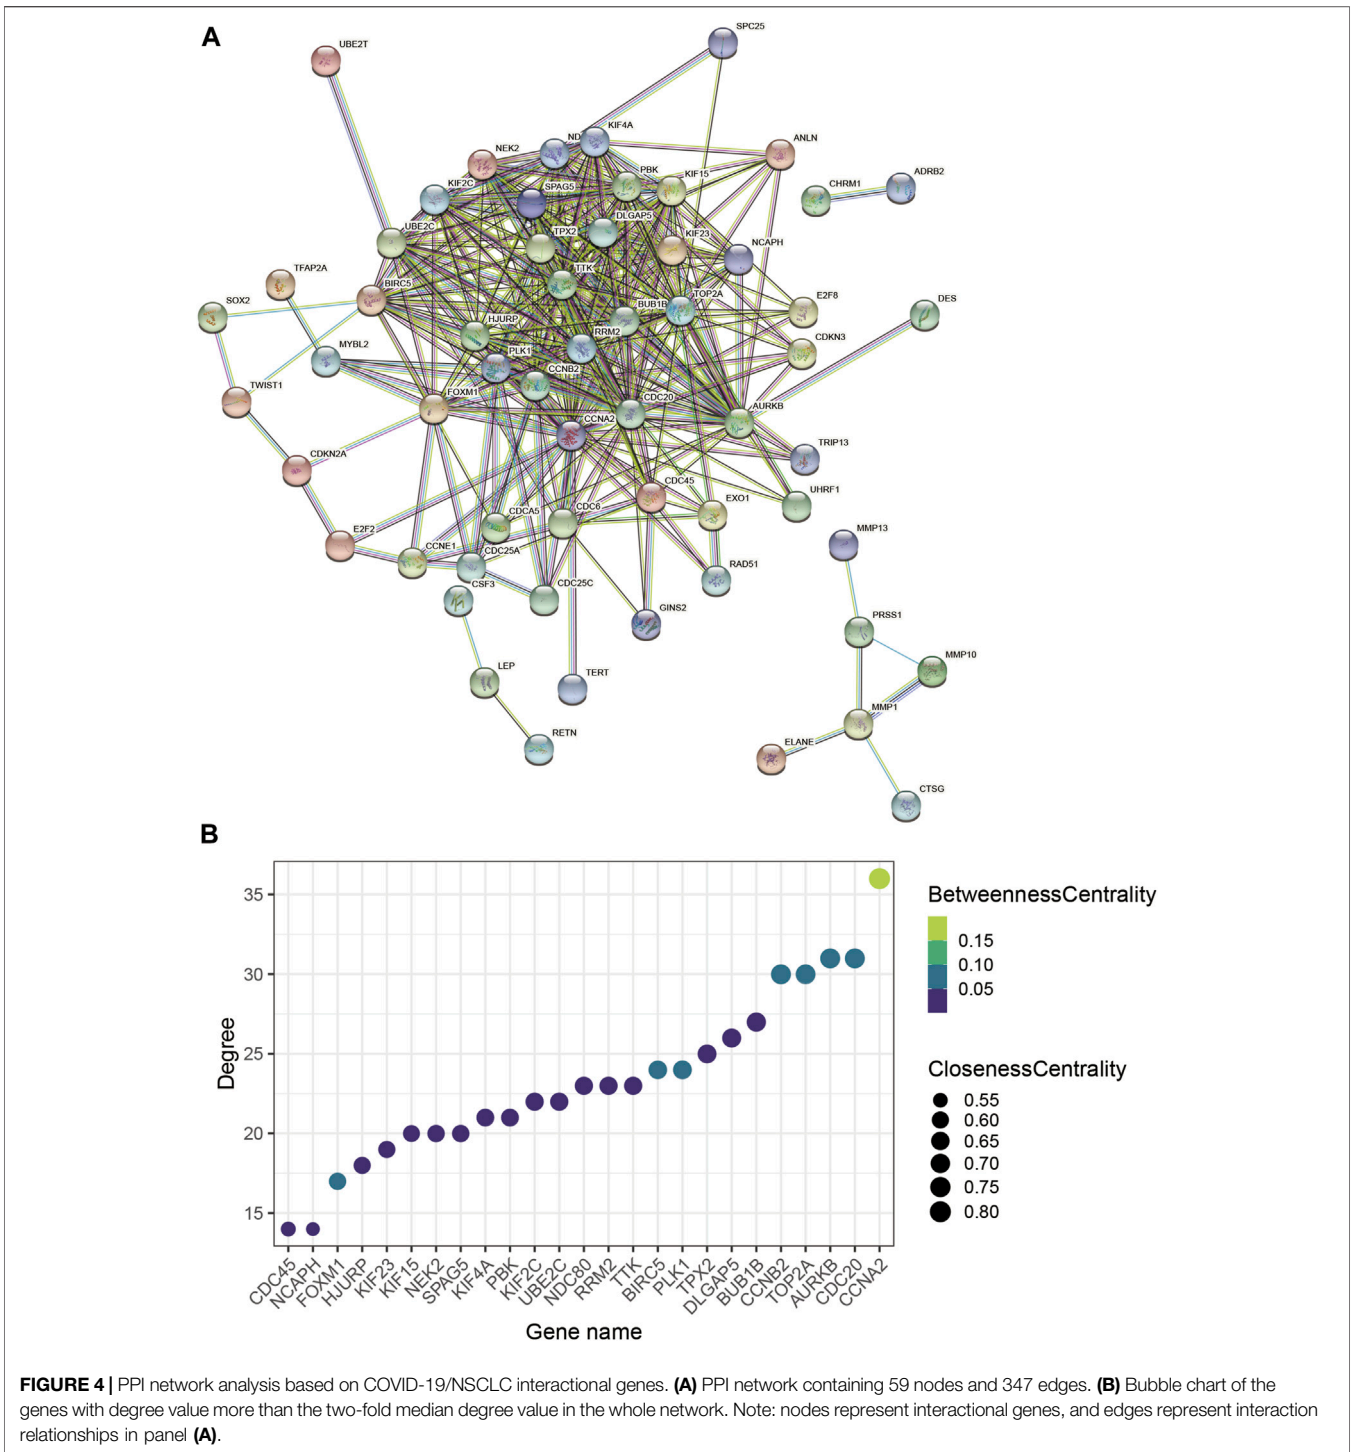 A
SPC25
UBE2T
KIF4A
ND
NEK2
ANLN
PBK
KIF15
CHRM1
ADRB2
KIF2C
SPAG5
DLGAP5
UBE2C
TPX2
KIF23
NCAPH
TFAP2A
TTK
BIRC5
TOP2A
SOX2
BUB1B
E2F8
DES
HJURP
RRM2
MYBL2
PLK1
CDKN3
CCNB2
TWIST1
FOXM1
CDC20
AURKB
CCNA2
CDKN2A
TRIP13
CDC45
EXO1
UHRF1
CDCA5
CDC6
E2F2
MMP13
CCNE1
CDC25A
RAD51
CSF3
CDC25C
GINS2
PRSS1
LEP
TERT
MMP10
MMP1
RETN
ELANE
CTSG
B
35
30
25
20
15
Degree
CDC45
NCAPH
FOXM1
HJURP
KIF23
KIF15
NEK2
SPAG5
KIF4A
PBK
KIF2C
UBE2C
NDC80
RRM2
TTK
BIRC5
PLK1
TPX2
DLGAP5
BUB1B
CCNB2
TOP2A
AURKB
CDC20
CCNA2
Gene name
BetweennessCentrality
0.15
0.10
0.05
ClosenessCentrality
0.55
0.60
0.65
0.70
0.75
0.80
FIGURE 4 | PPI network analysis based on COVID-19/NSCLC interactional genes. (A) PPI network containing 59 nodes and 347 edges. (B) Bubble chart of the
genes with degree value more than the two-fold median degree value in the whole network. Note: nodes represent interactional genes, and edges represent interaction
relationships in panel (A).